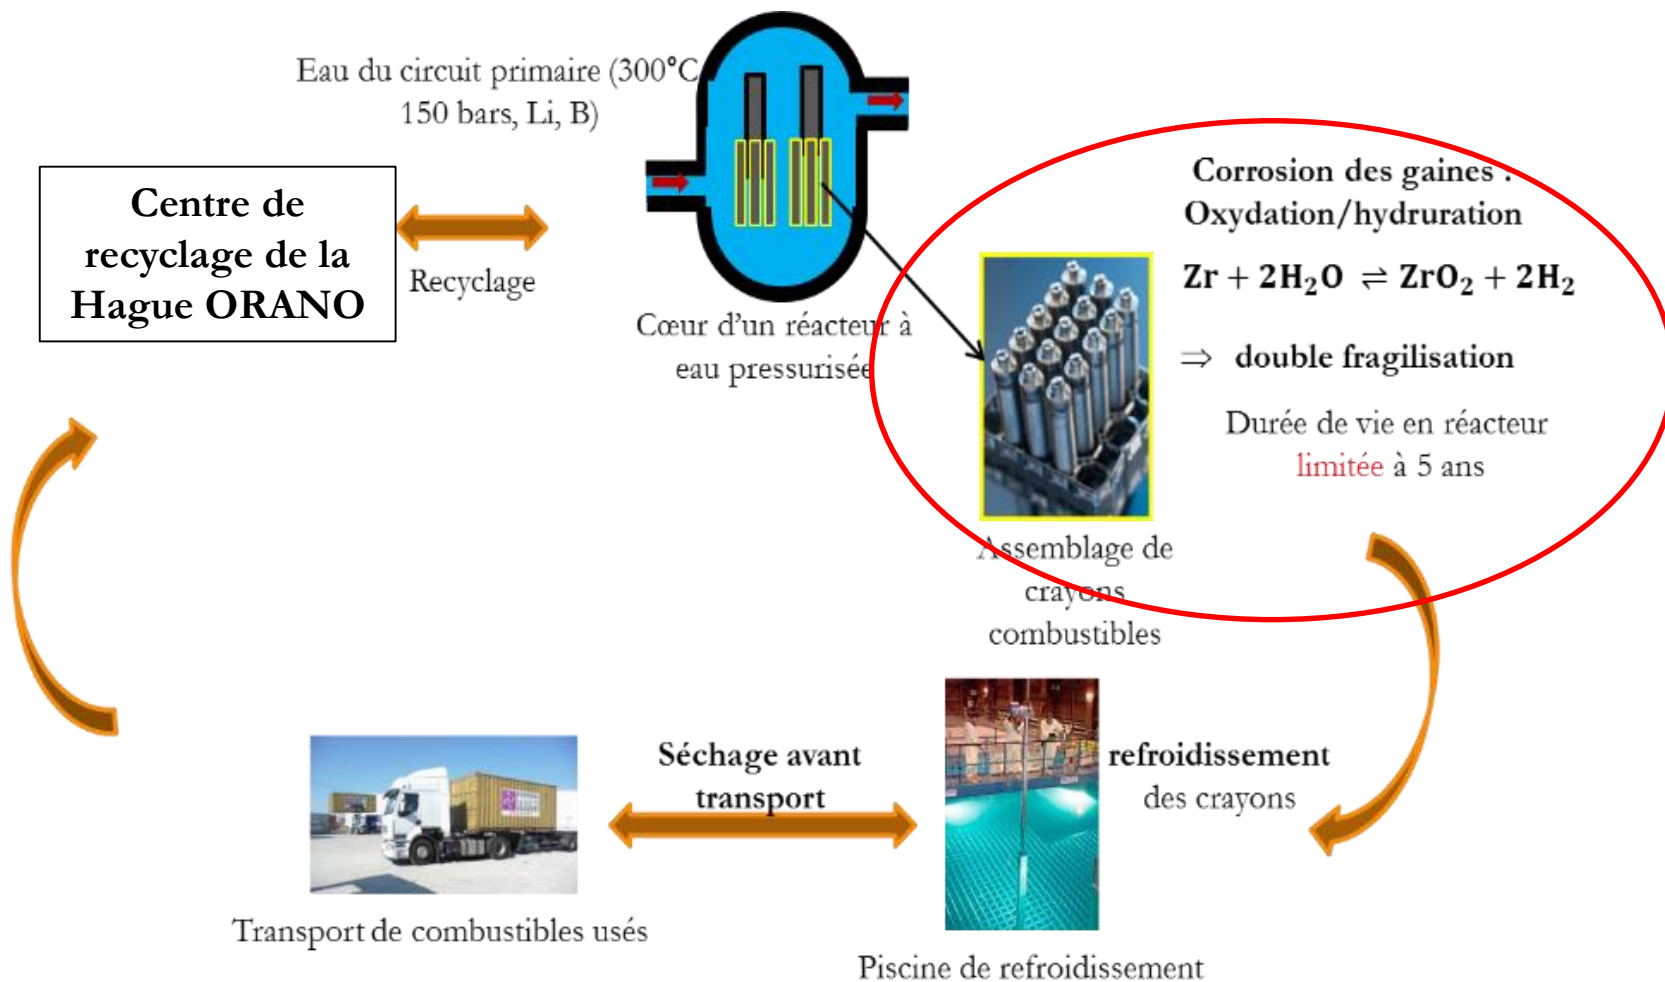 Eau du circuit primaire (300°C
150 bars, Li, B)
Centre de
recyclage de la
Hague ORANO
Recyclage
Cœur d'un réacteur à
eau pressurisée
Corrosion des gaines :
Oxydation/hydruration
Zr + 2H₂O ⇌ ZrO₂ + 2H₂
⇒ double fragilisation
Durée de vie en réacteur
limitée à 5 ans
Assemblage de
crayons
combustibles
Séchage avant
transport
refroidissement
des crayons
Transport de combustibles usés
Piscine de refroidissement